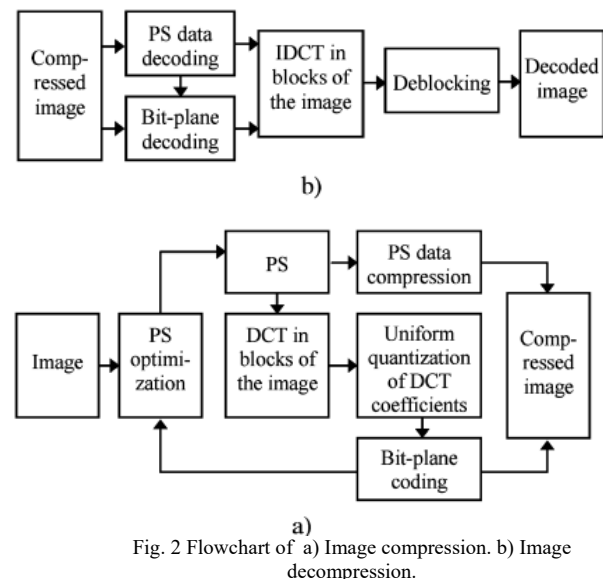 Comp-
ressed
image
PS data
decoding
Bit-plane
decoding
IDCT in
blocks of
the image
Deblocking
Decoded
image
b)
Image
PS
optimi-
zation
PS
PS data
compression
DCT in
blocks of
the image
Uniform
quantization
of DCT
coefficients
Bit-plane
coding
Comp-
ressed
image
a)
Fig. 2 Flowchart of a) Image compression. b) Image
decompression.